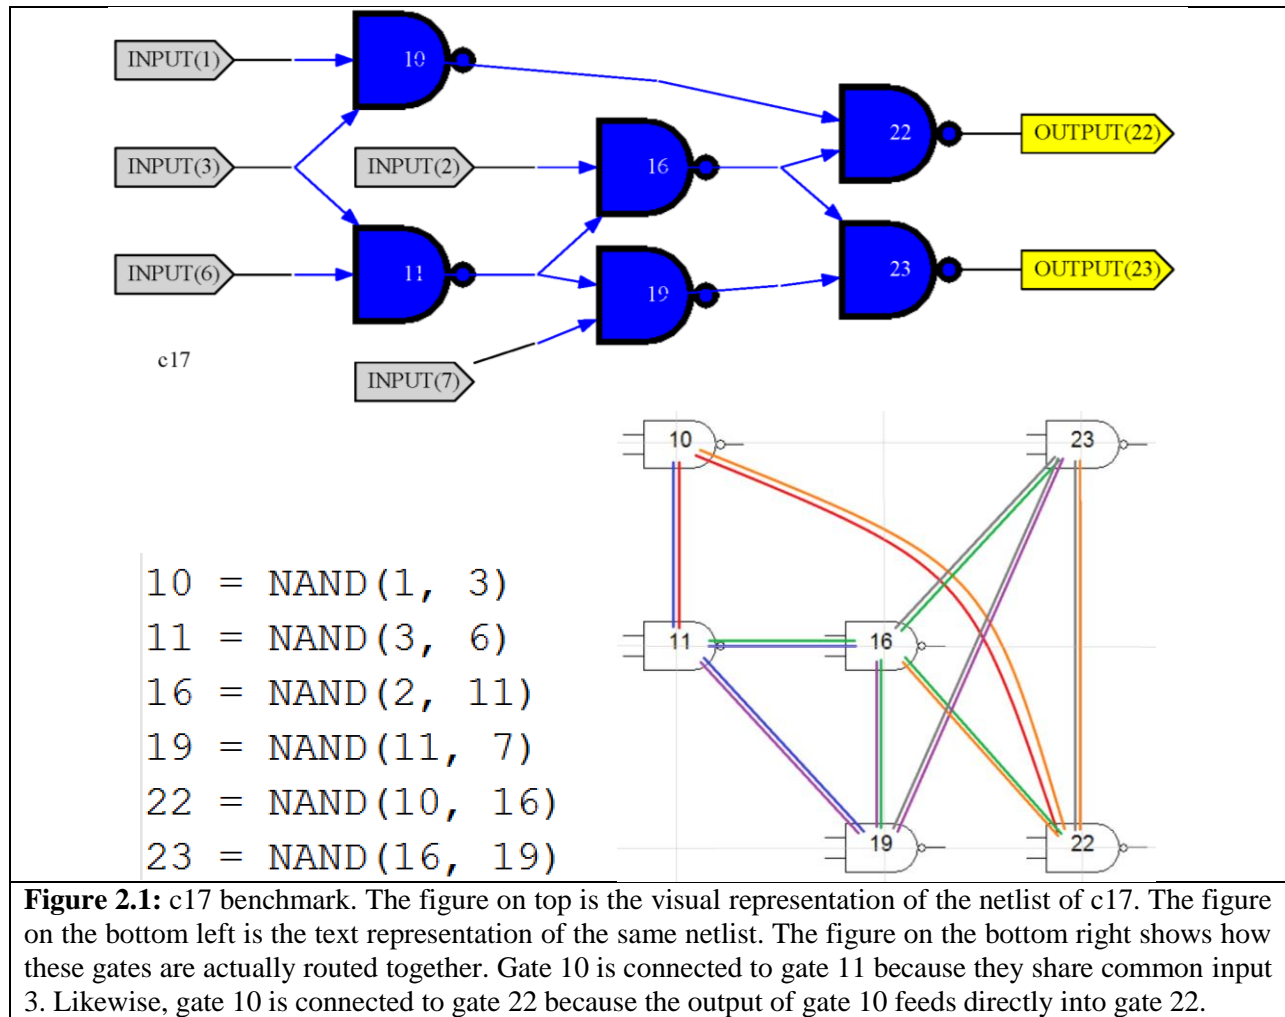 INPUT(1)
10
INPUT(3)
INPUT(2)
16
22
OUTPUT(22)
INPUT(6)
11
19
23
OUTPUT(23)
c17
INPUT(7)
10
23
11
16
19
22
10 = NAND(1, 3)
11 = NAND(3, 6)
16 = NAND(2, 11)
19 = NAND(11, 7)
22 = NAND(10, 16)
23 = NAND(16, 19)
Figure 2.1: c17 benchmark. The figure on top is the visual representation of the netlist of c17. The figure
on the bottom left is the text representation of the same netlist. The figure on the bottom right shows how
these gates are actually routed together. Gate 10 is connected to gate 11 because they share common input
3. Likewise, gate 10 is connected to gate 22 because the output of gate 10 feeds directly into gate 22.